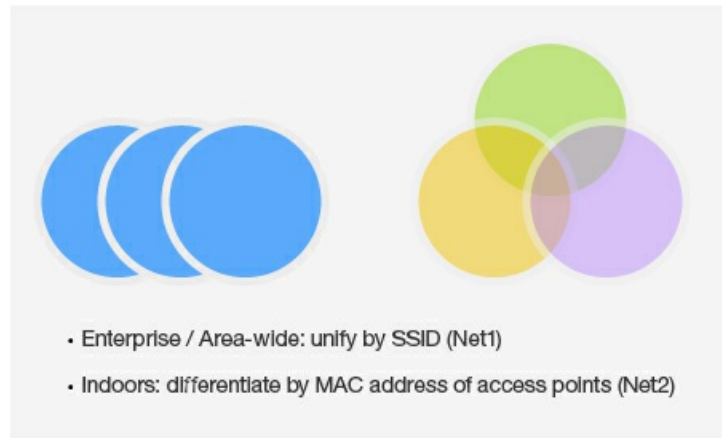 • Enterprise / Area-wide: unify by SSID (Net1)
• Indoors: differentiate by MAC address of access points (Net2)